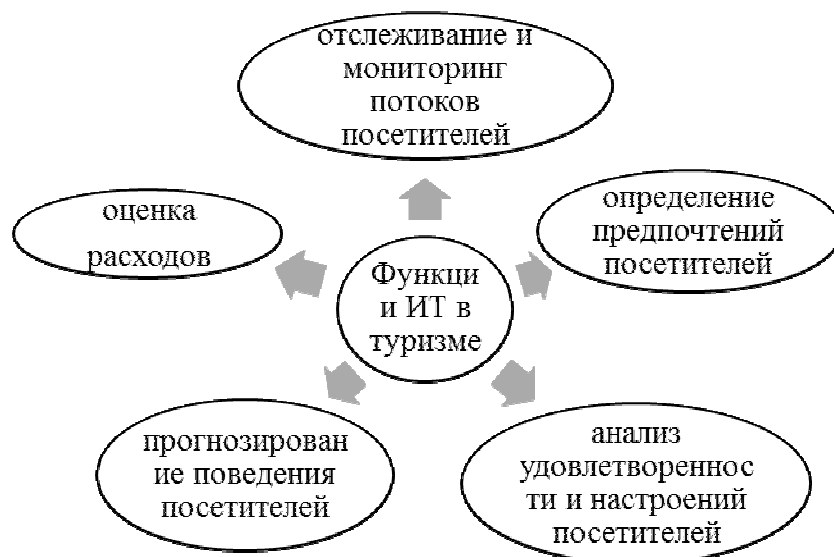 отслеживание и
мониторинг
потоков
посетителей
оценка
расходов
определение
предпочтений
посетителей
Функци
и ИТ в
туризме
прогнозирован
ие поведения
посетителей
анализ
удовлетвореннос
ти и настроений
посетителей